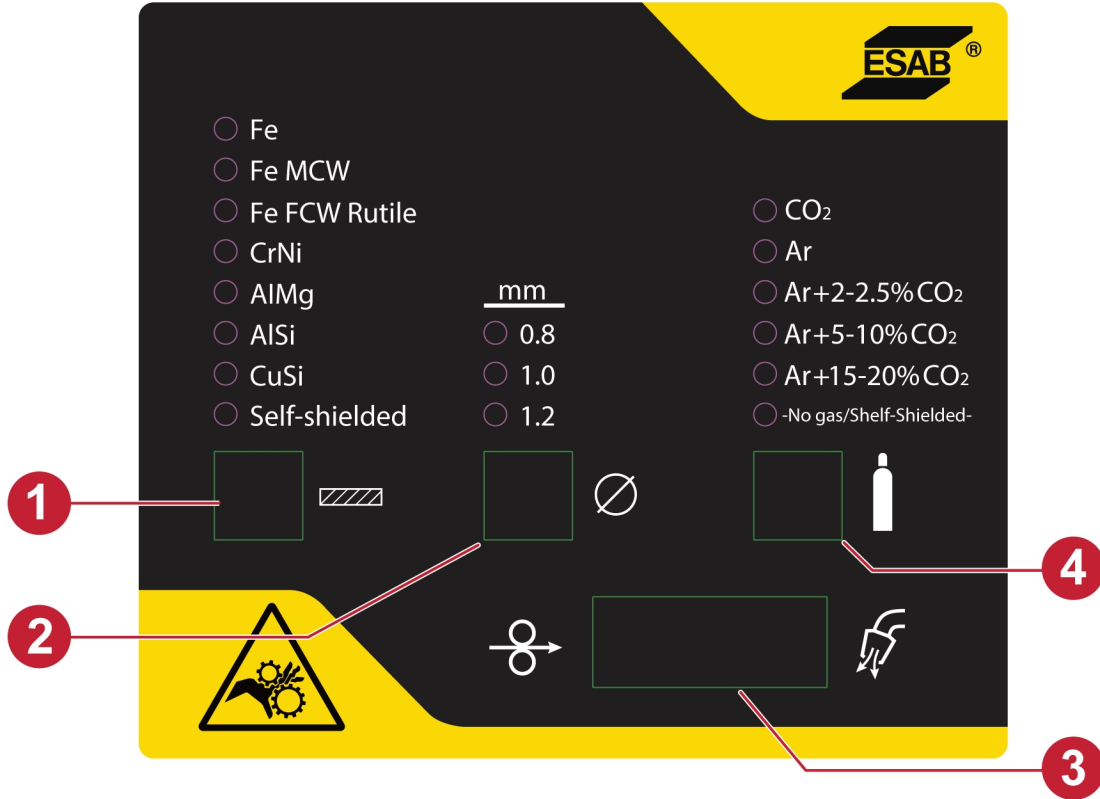 ESAB ®
Fe
Fe MCW
Fe FCW Rutile
CrNi
AlMg
AlSi
CuSi
Self-shielded
mm
0.8
1.0
1.2
CO₂
Ar
Ar+2-2.5%CO₂
Ar+5-10%CO₂
Ar+15-20%CO₂
-No gas/Shelf-Shielded-
1
2
4
3